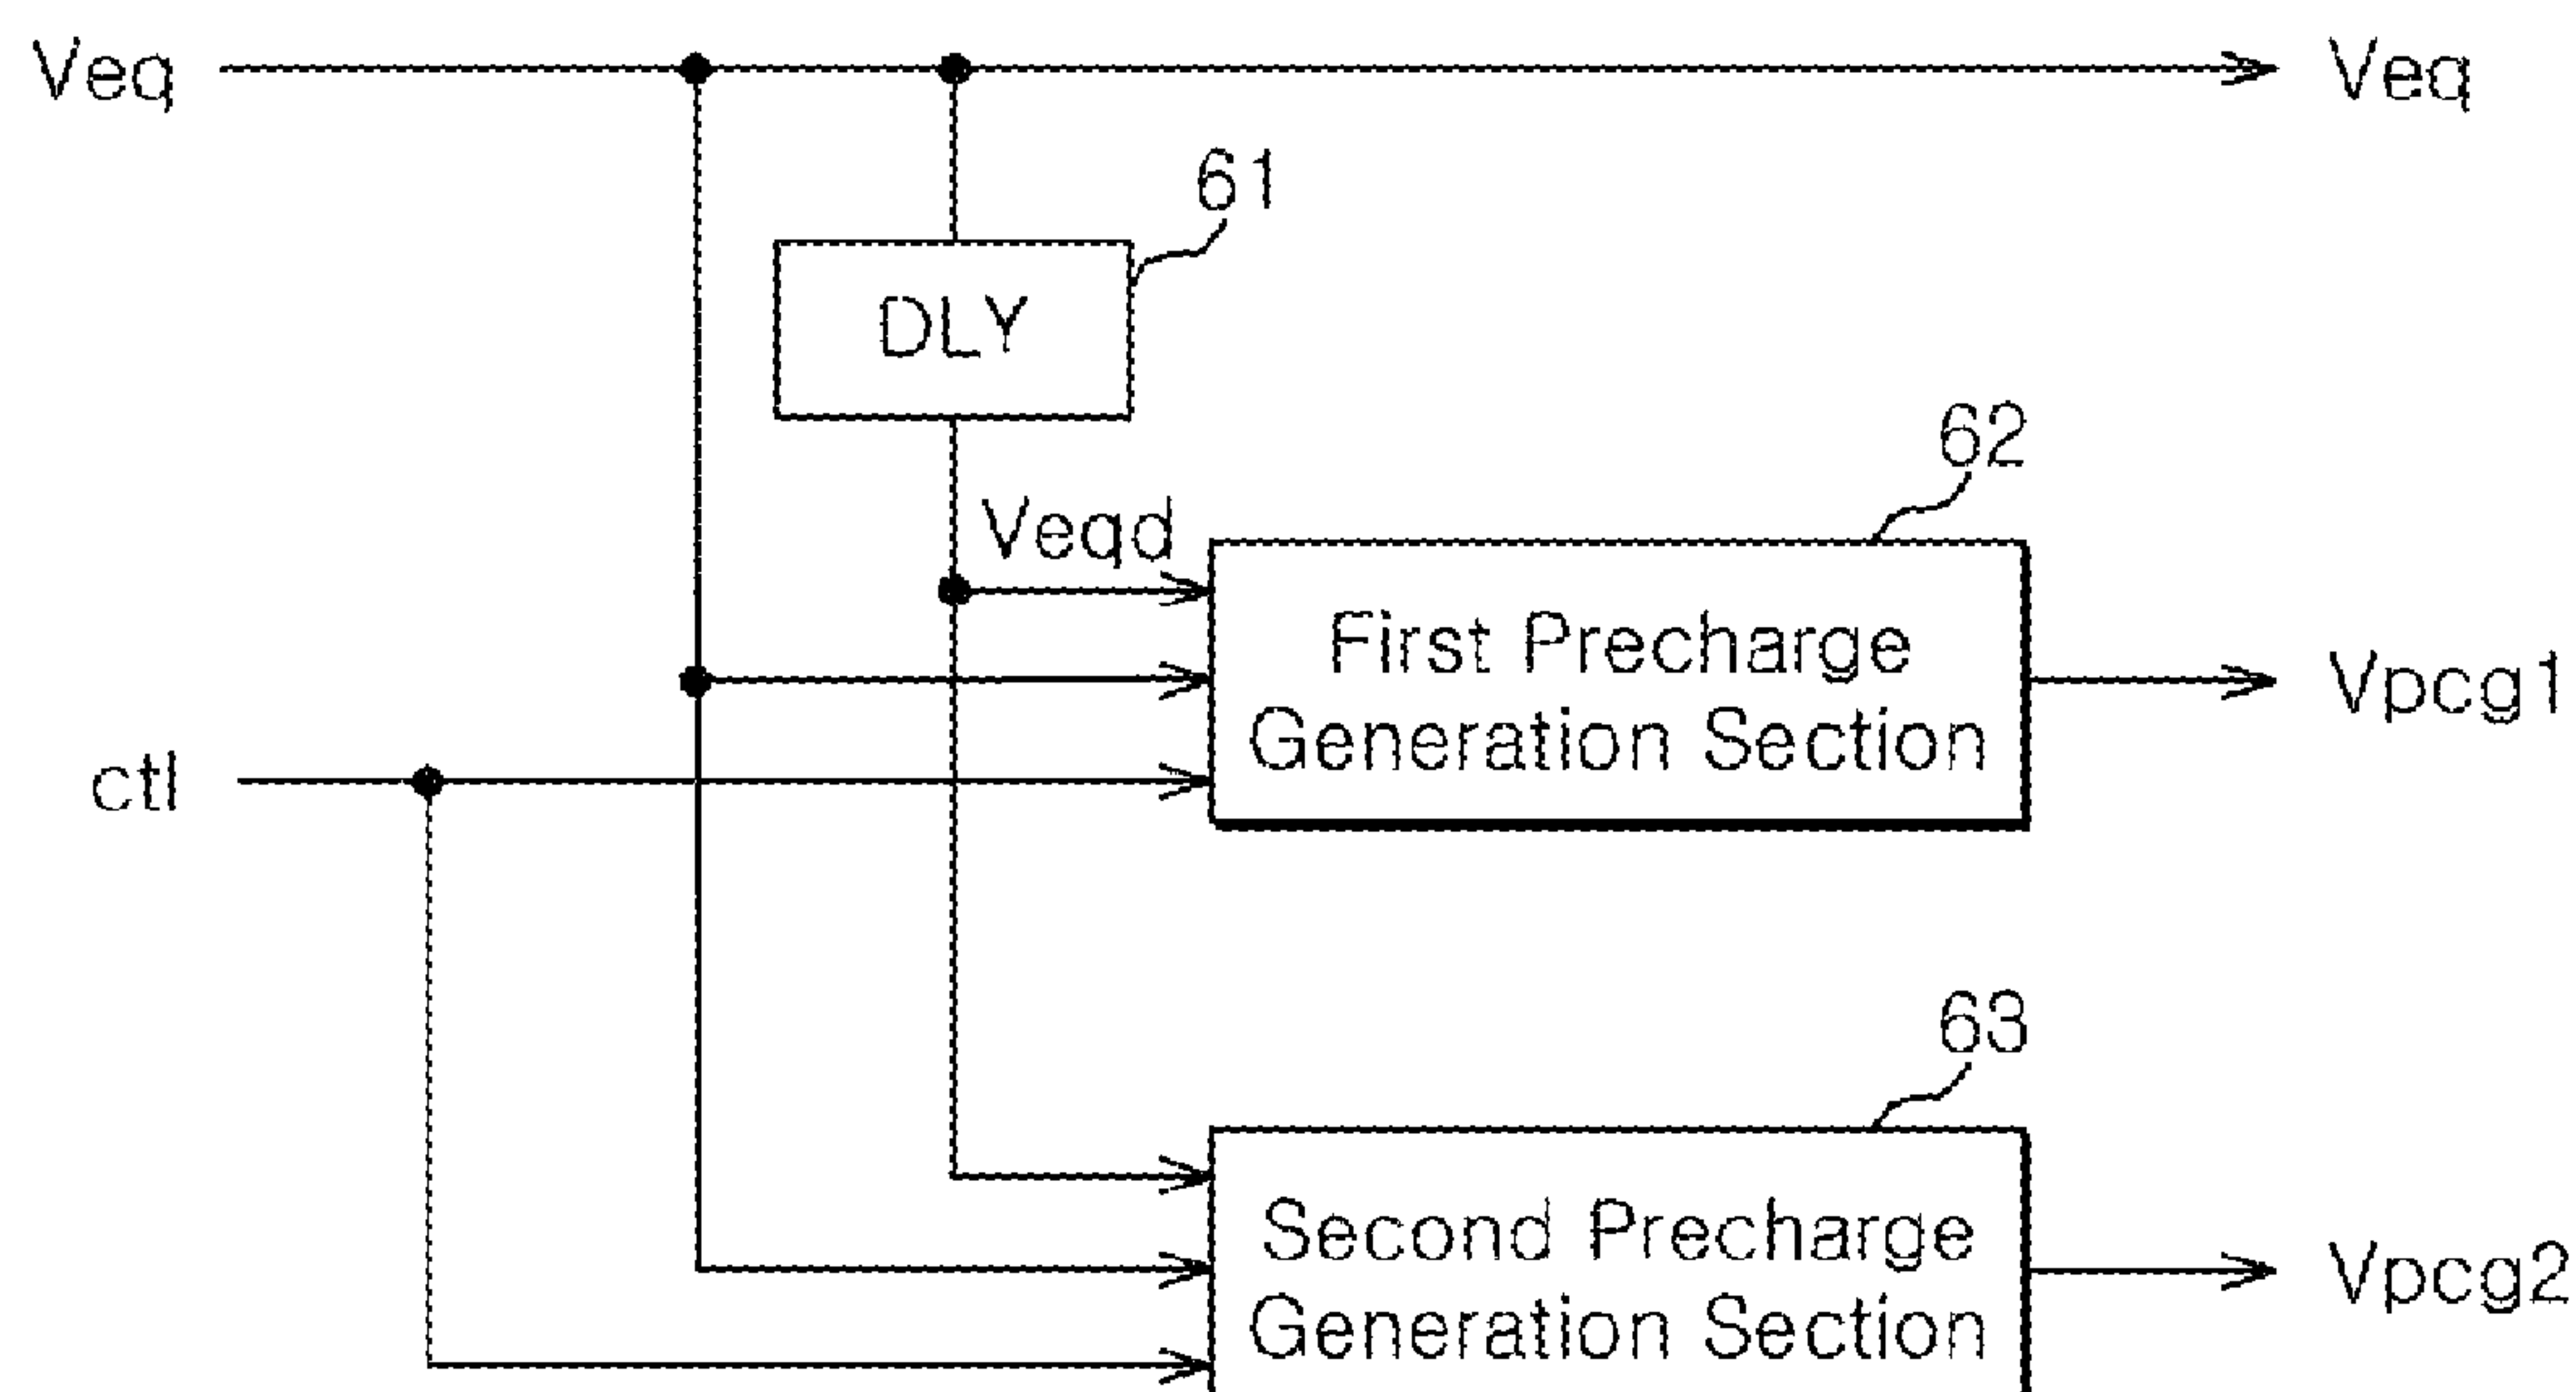 Veq
Veq
61
DLY
62
Veqd
First Precharge
Generation Section
Vpcg1
ctl
63
Second Precharge
Generation Section
Vpcg2